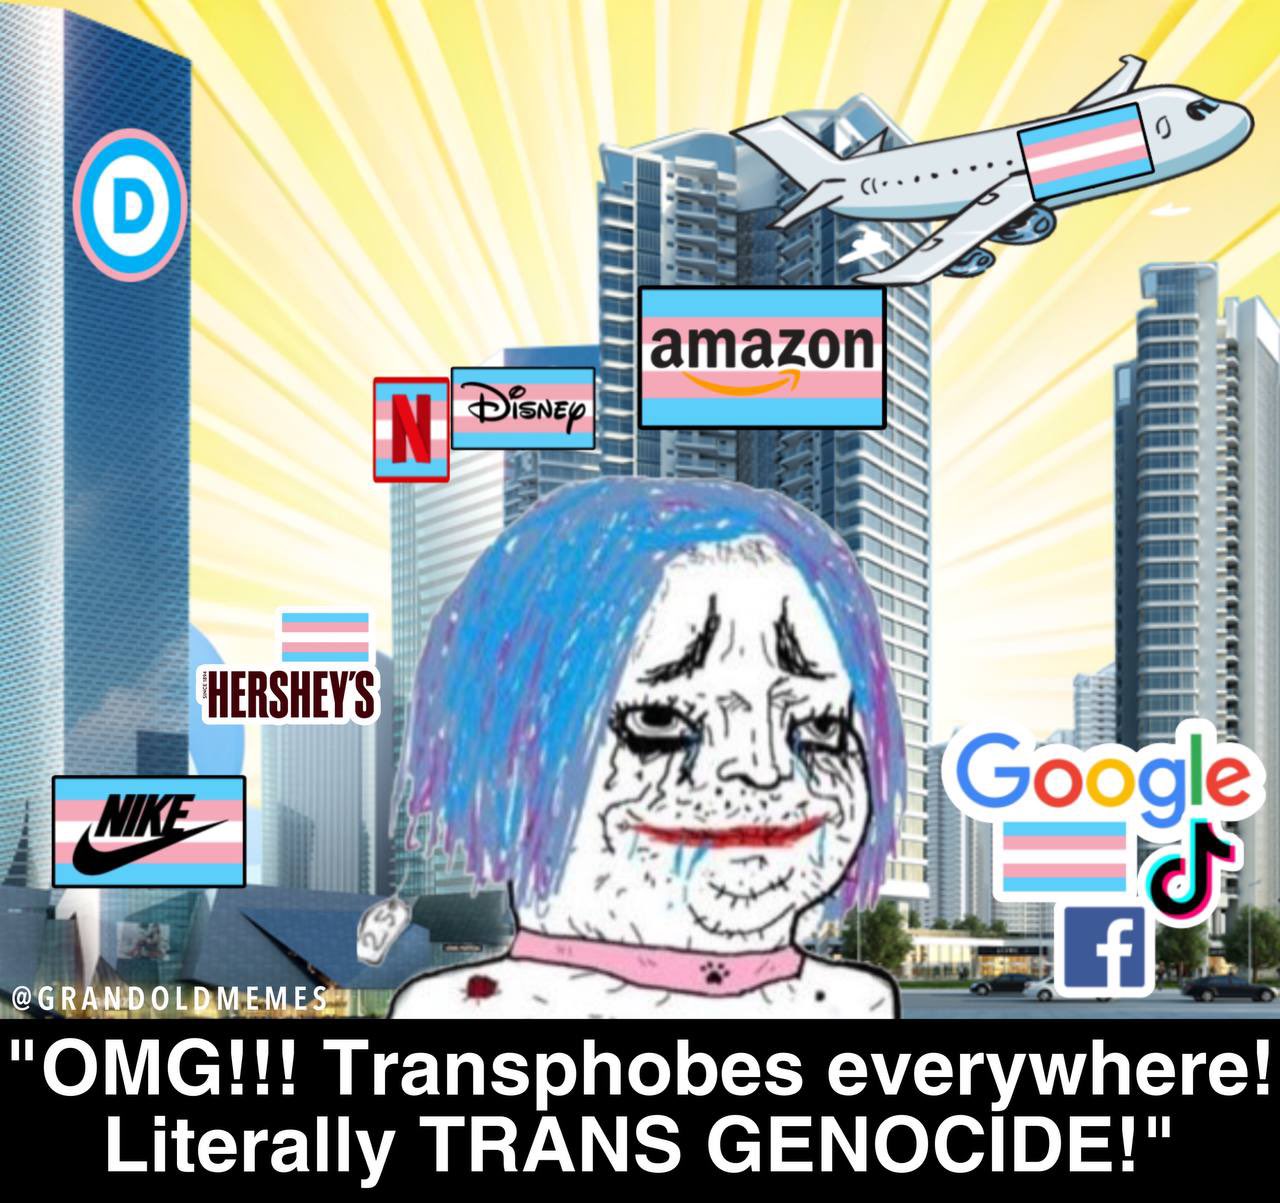 D
amazon
N
Disney
SINCE 1894
HERSHEY'S
Google
NIKE
f
@GRANDOLDMEMES
"OMG!!! Transphobes everywhere!
Literally TRANS GENOCIDE!"